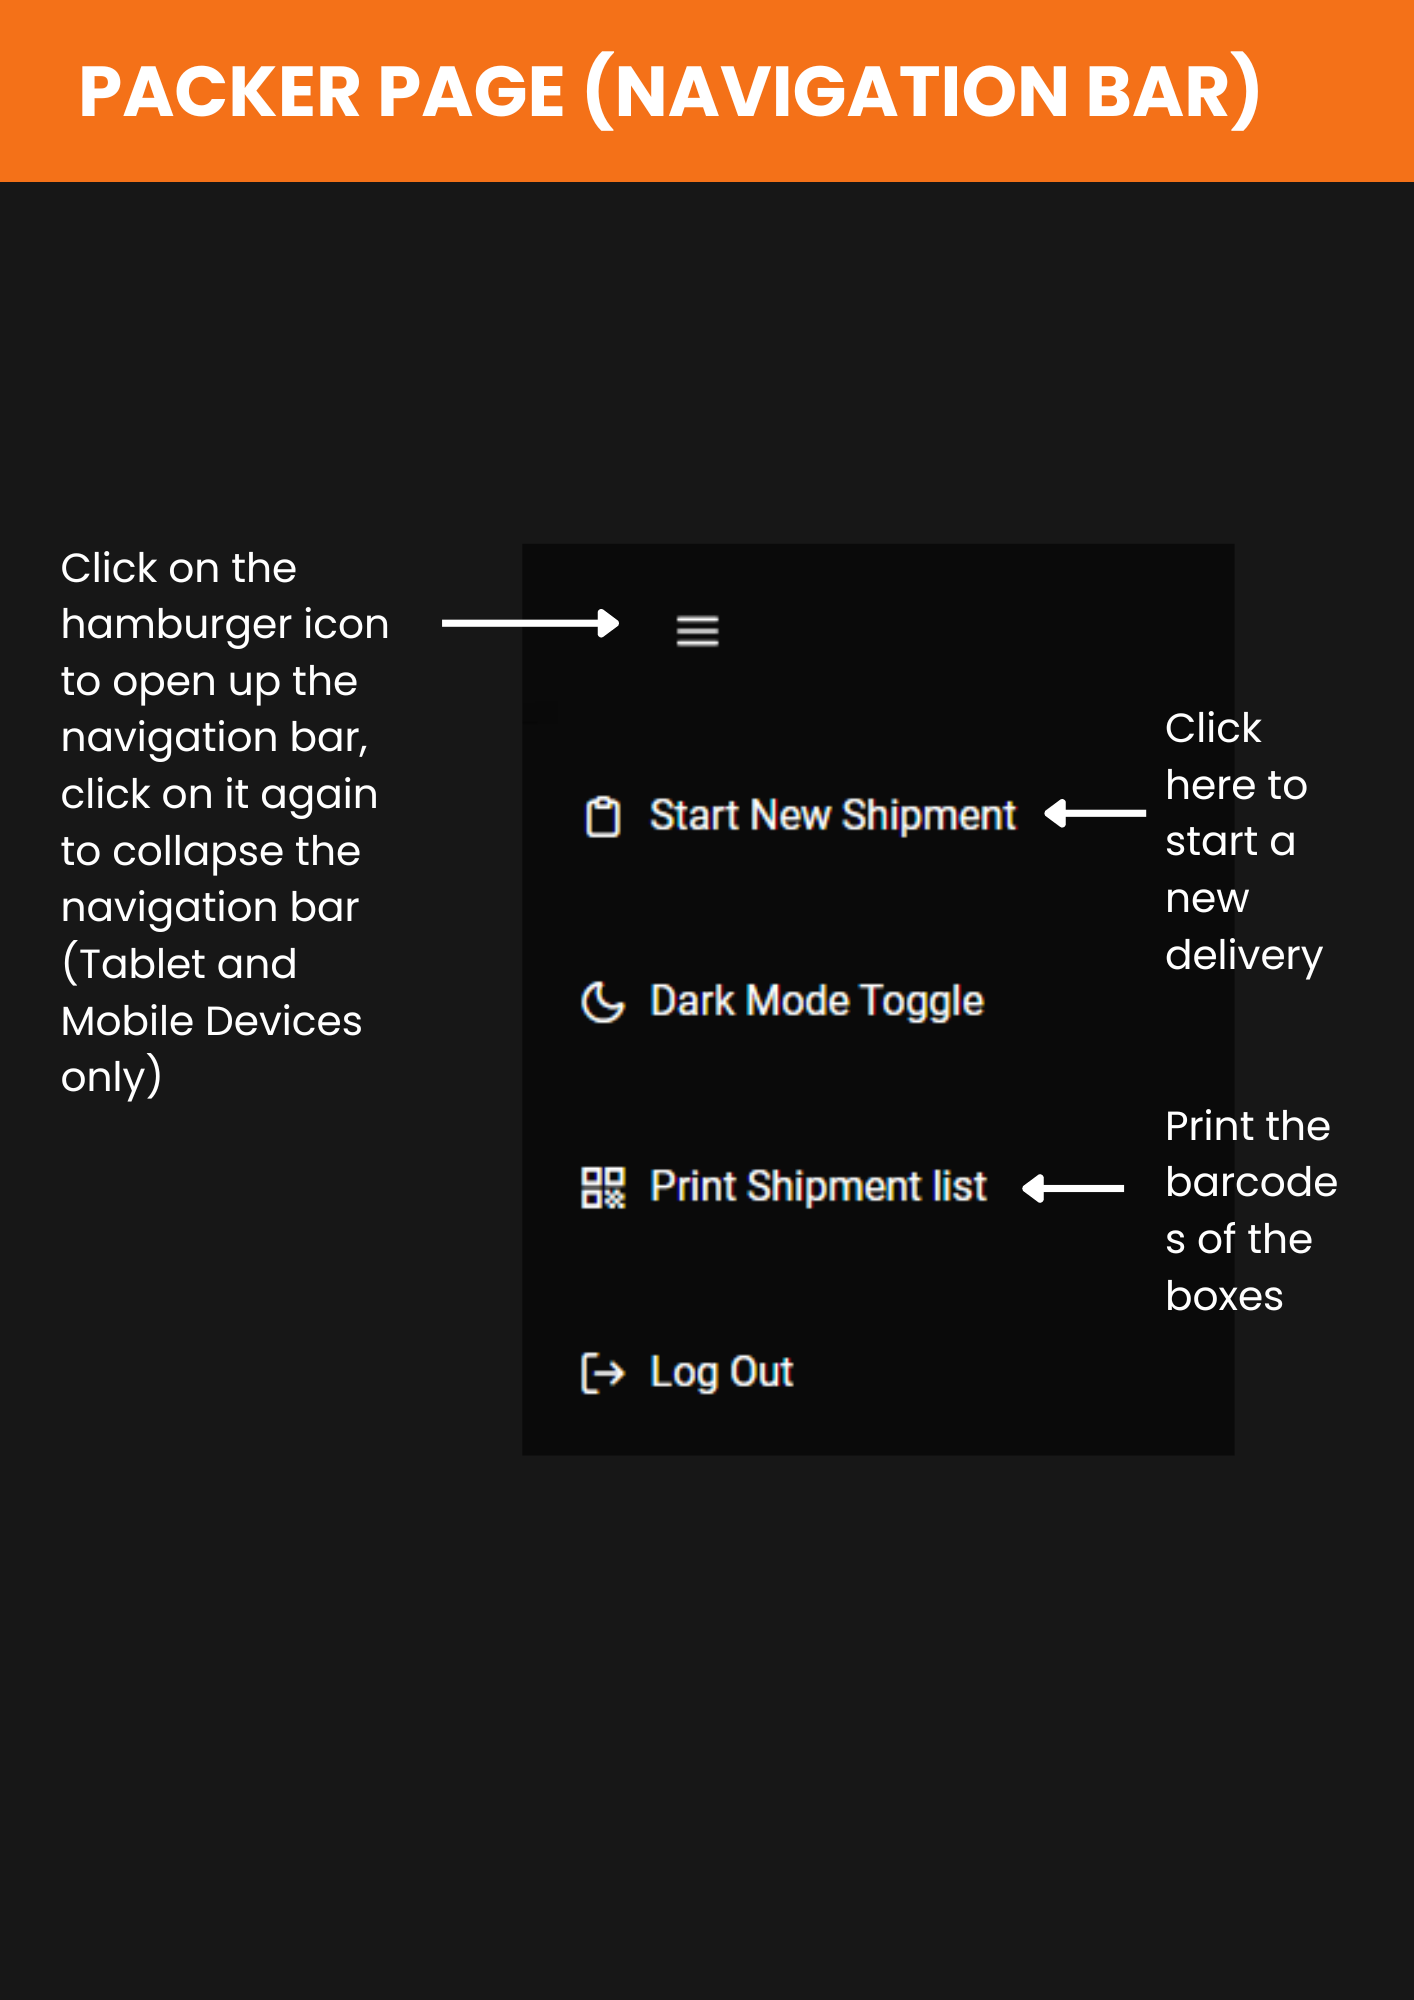 PACKER PAGE (NAVIGATION BAR)
Click on the
hamburger icon
to open up the
navigation bar,
click on it again
to collapse the
navigation bar
(Tablet and
Mobile Devices
only)
Start New Shipment
Click
here to
start a
new
delivery
Dark Mode Toggle
Print Shipment list
Print the
barcode
s of the
boxes
Log Out